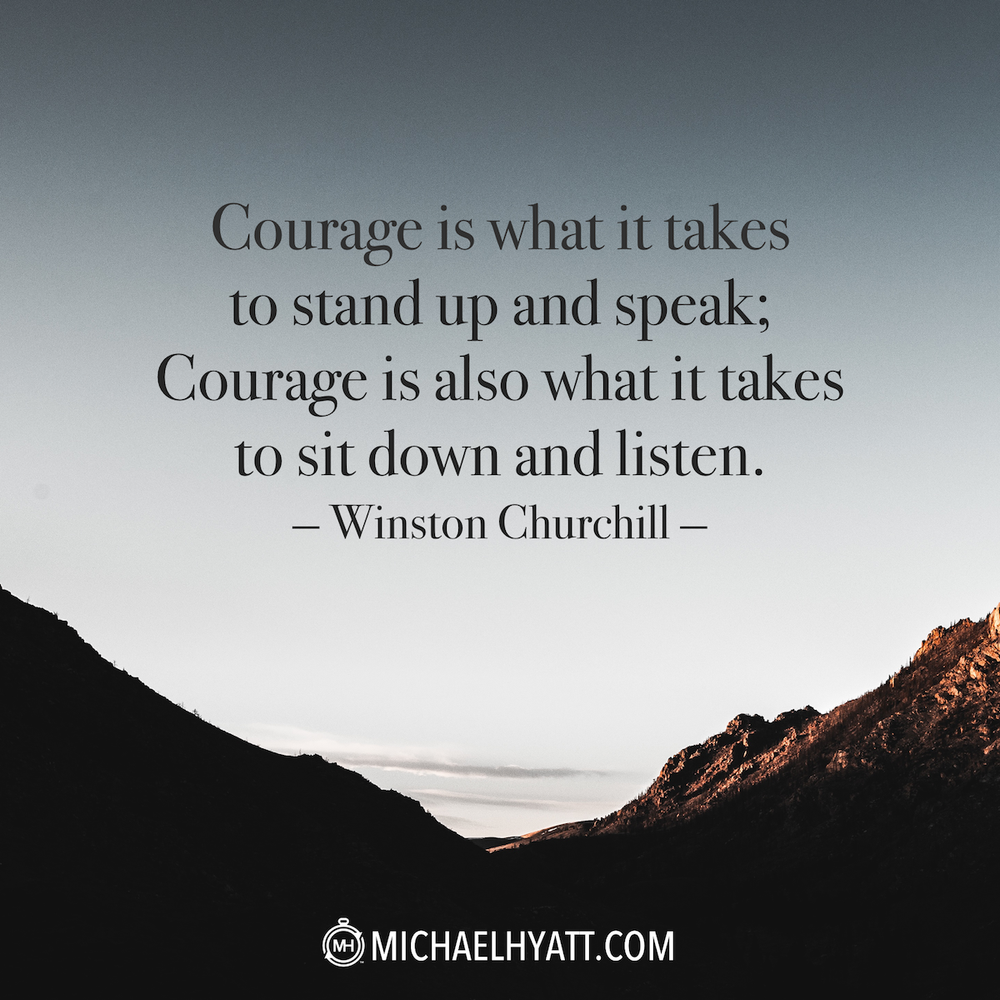 Courage is what it takes
to stand up and speak;
Courage is also what it takes
to sit down and listen.
– Winston Churchill –
MH MICHAELHYATT.COM